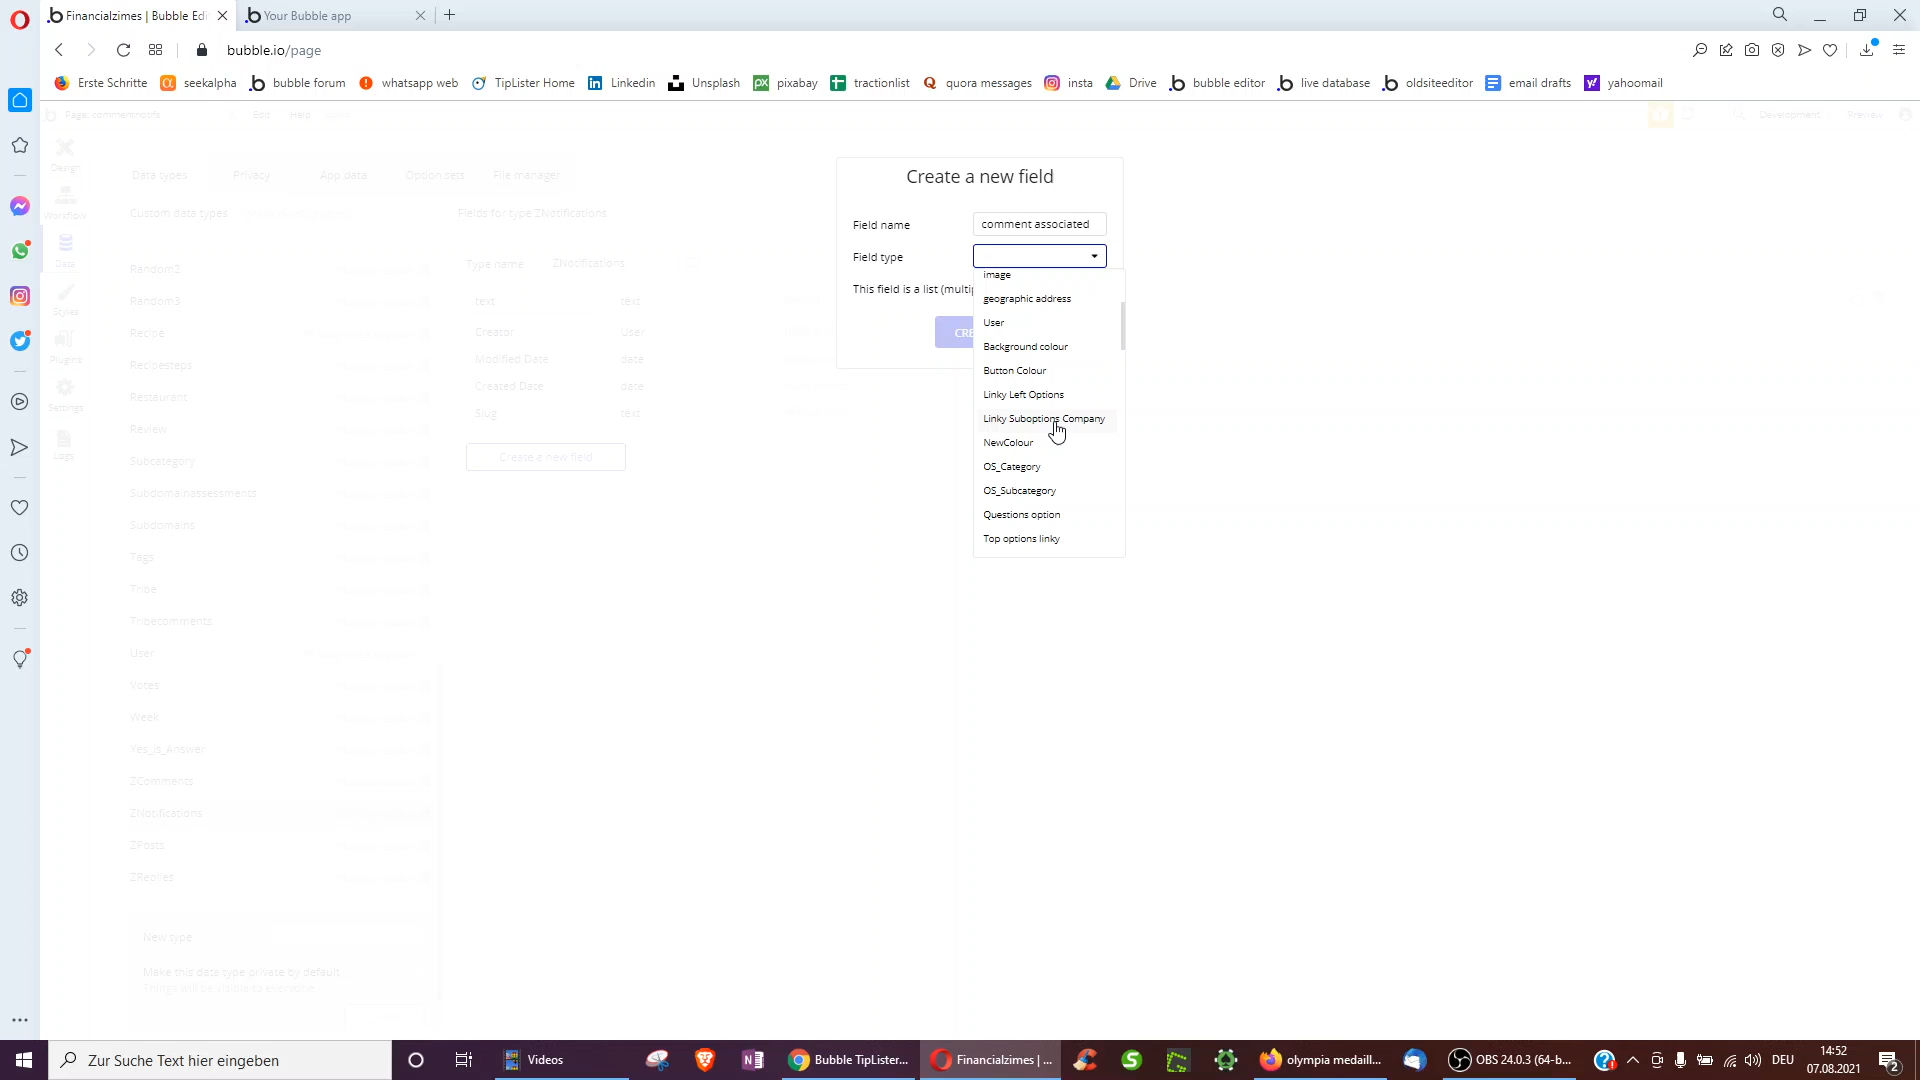 Financialzimes | Bubble Edi
Your Bubble app
bubble.io/page
Erste Schritte
seekalpha
bubble forum
whatsapp web
TipLister Home
Linkedin
Unsplash
pixabay
tractionlist
quora messages
insta
Drive
bubble editor
live database
oldsiteeditor
email drafts
yahoomail
Page: commentnotifs
Edit
Help
Development
Preview
Design
Workflow
Data
Styles
Plugins
Settings
Logs
Data types
Privacy
App data
Option sets
File manager
Custom data types
Fields for type ZNotifications
Type name
ZNotifications
text
text
Creator
User
Modified Date
date
Created Date
date
Slug
text
Create a new field
Random2
Random3
Recipe
Recipesteps
Restaurant
Review
Subcategory
Subdomainassessments
Subdomains
Tags
Tribe
Tribecomments
User
Votes
Week
Yes_Is_Answer
ZComments
ZNotifications
ZPosts
ZReplies
New type
Make this data type private by default
Things will be visible to everyone
Create a new field
Field name
comment associated
Field type
This field is a list (multip
CRE
image
geographic address
User
Background colour
Button Colour
Linky Left Options
Linky Suboptions Company
NewColour
OS_Category
OS_Subcategory
Questions option
Top options linky
Zur Suche Text hier eingeben
Videos
Bubble TipLister...
Financialzimes | ...
olympia medaill...
OBS 24.0.3 (64-b...
DEU
14:52
07.08.2021
2